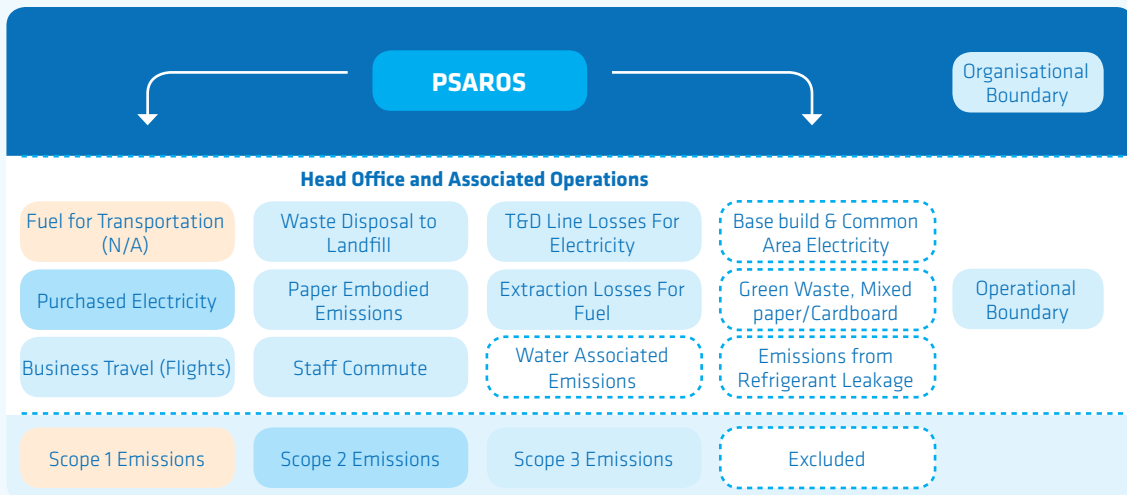 PSAROS
Organisational
Boundary
Head Office and Associated Operations
Fuel for Transportation
(N/A)
Waste Disposal to
Landfill
T&D Line Losses For
Electricity
Base build & Common
Area Electricity
Purchased Electricity
Paper Embodied
Emissions
Extraction Losses For
Fuel
Green Waste, Mixed
paper/Cardboard
Operational
Boundary
Business Travel (Flights)
Staff Commute
Water Associated
Emissions
Emissions from
Refrigerant Leakage
Scope 1 Emissions
Scope 2 Emissions
Scope 3 Emissions
Excluded